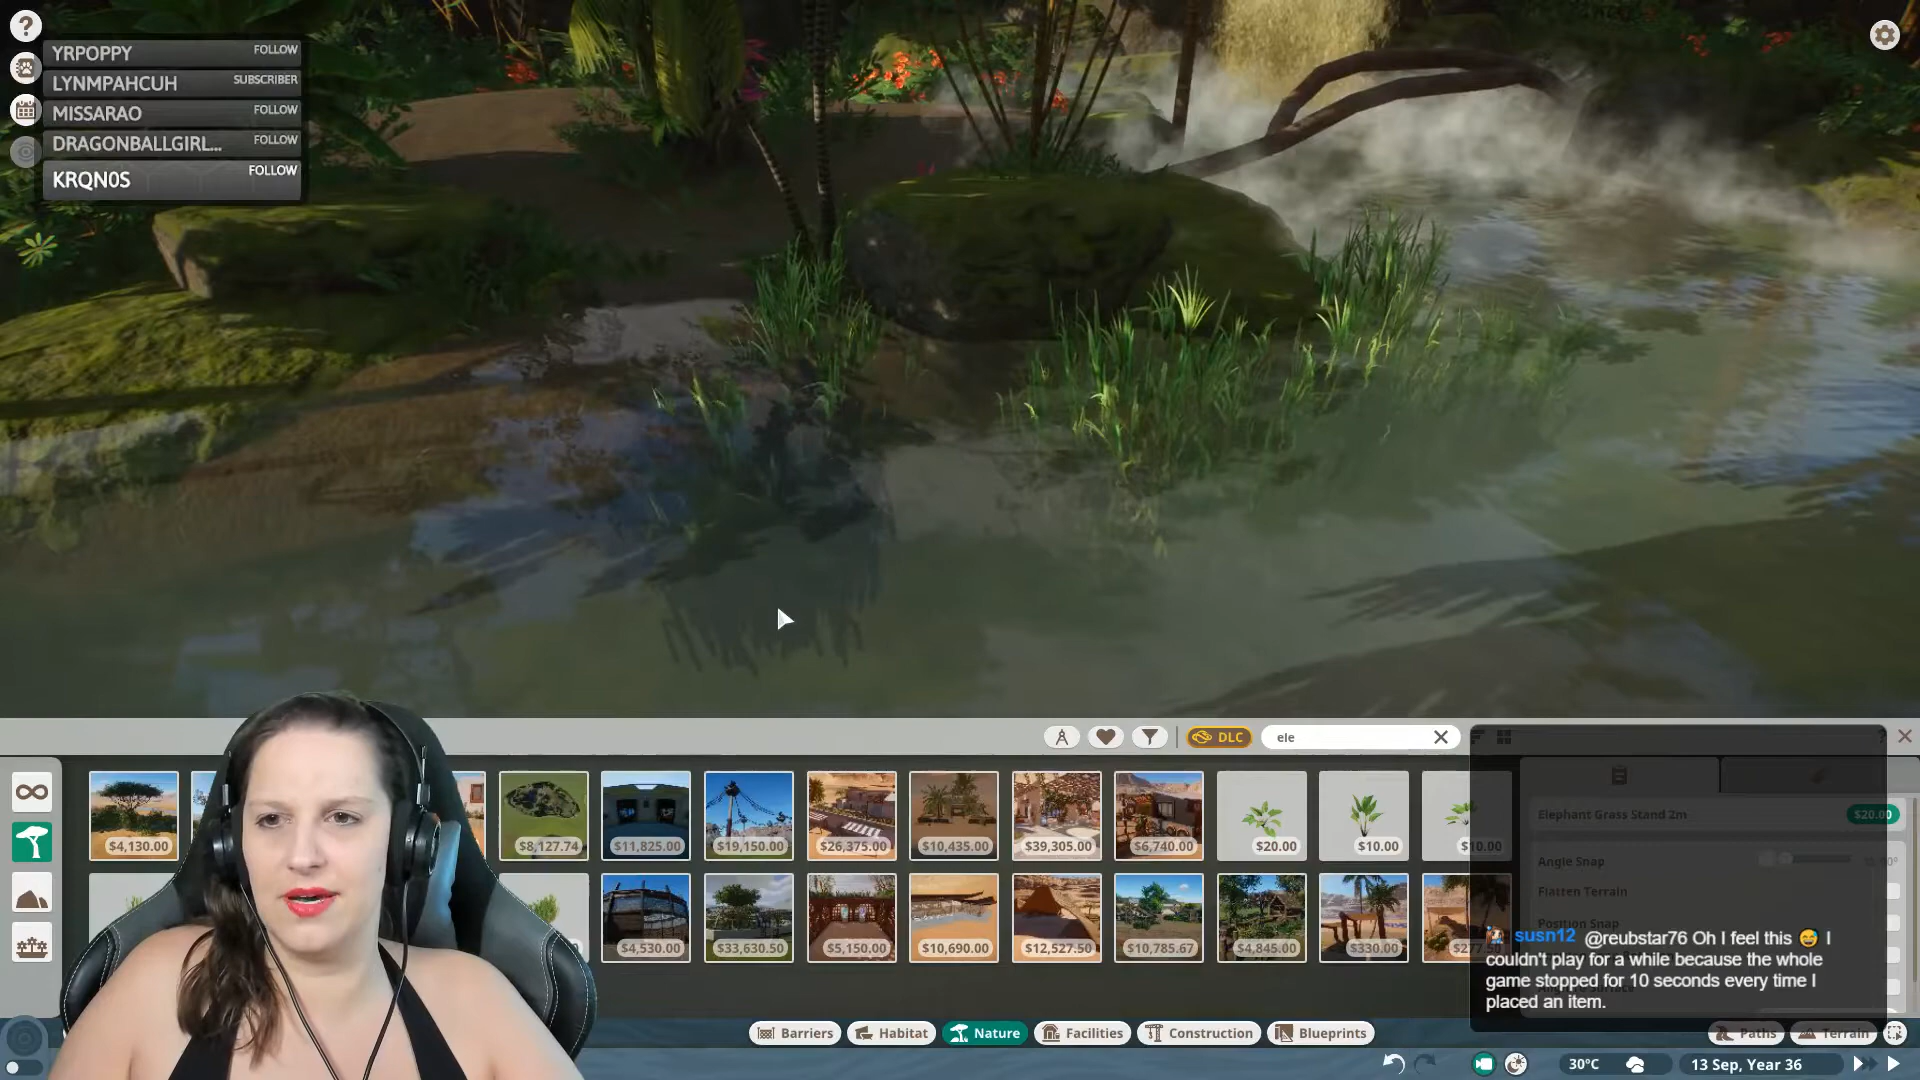 ?
YRPOPPY FOLLOW
LYNMPAHCUH SUBSCRIBER
MISSARAO FOLLOW
DRAGONBALLGIRL... FOLLOW
KRQN0S FOLLOW
DLC
ele
$4,130.00
$8,127.74
$11,825.00
$19,150.00
$26,375.00
$10,435.00
$39,305.00
$6,740.00
$20.00
$10.00
$10.00
$4,530.00
$33,630.50
$5,150.00
$10,690.00
$12,527.50
$10,785.67
$4,845.00
$330.00
Elephant Grass Stand 2m $20.00
Angle Snap
Flatten Terrain
Position Snap
susn12 @reubstar76 Oh I feel this 😅 I
couldn't play for a while because the whole
game stopped for 10 seconds every time I
placed an item.
Barriers
Habitat
Nature
Facilities
Construction
Blueprints
Paths
Terrain
30°C
13 Sep, Year 36